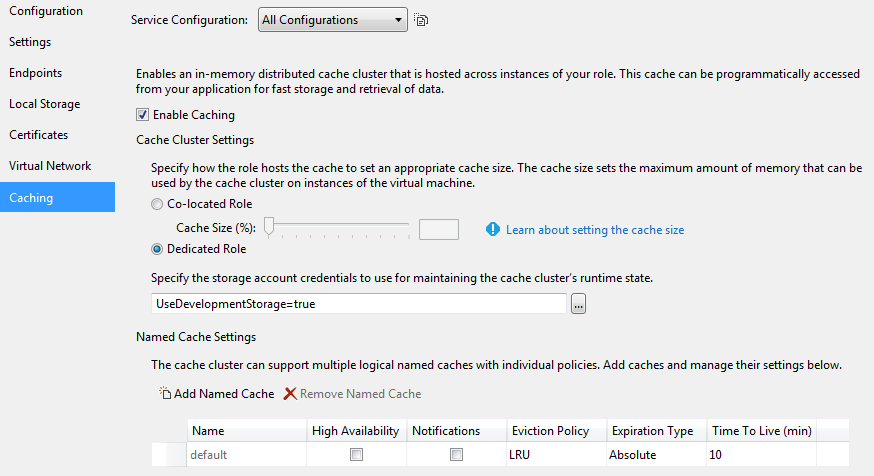 Configuration
Settings
Endpoints
Local Storage
Certificates
Virtual Network
Caching
Service Configuration: All Configurations
Enables an in-memory distributed cache cluster that is hosted across instances of your role. This cache can be programmatically accessed
from your application for fast storage and retrieval of data.
Enable Caching
Cache Cluster Settings
Specify how the role hosts the cache to set an appropriate cache size. The cache size sets the maximum amount of memory that can be
used by the cache cluster on instances of the virtual machine.
Co-located Role
Cache Size (%): Learn about setting the cache size
Dedicated Role
Specify the storage account credentials to use for maintaining the cache cluster's runtime state.
UseDevelopmentStorage=true ...
Named Cache Settings
The cache cluster can support multiple logical named caches with individual policies. Add caches and manage their settings below.
Add Named Cache Remove Named Cache
Name High Availability Notifications Eviction Policy Expiration Type Time To Live (min)
default LRU Absolute 10